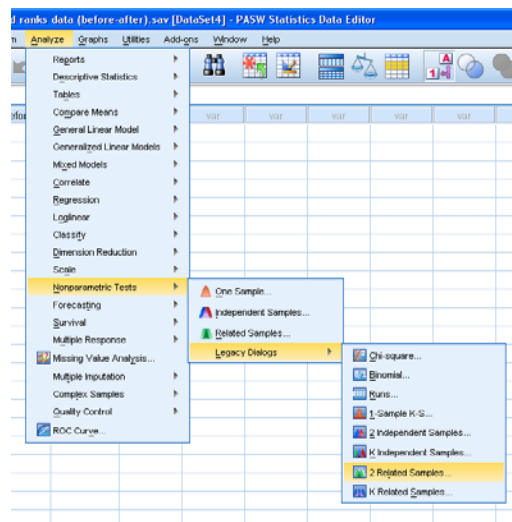 d ranks data (before-after).sav [DataSet4] - PASW Statistics Data Editor
Analyze Graphs Utilities Add-ons Window Help
Reports
Descriptive Statistics
Tables
Compare Means
var var var var var
General Linear Model
Generalized Linear Models
Mixed Models
Correlate
Regression
Loglinear
Classify
Dimension Reduction
Scale
Nonparametric Tests
One Sample...
Forecasting
Independent Samples...
Survival
Related Samples...
Multiple Response
Legacy Dialogs
Missing Value Analysis...
Chi-square...
Multiple Imputation
Binomial...
Complex Samples
Runs...
Quality Control
1-Sample K-S...
ROC Curve...
2 Independent Samples...
K Independent Samples...
2 Related Samples...
K Related Samples...